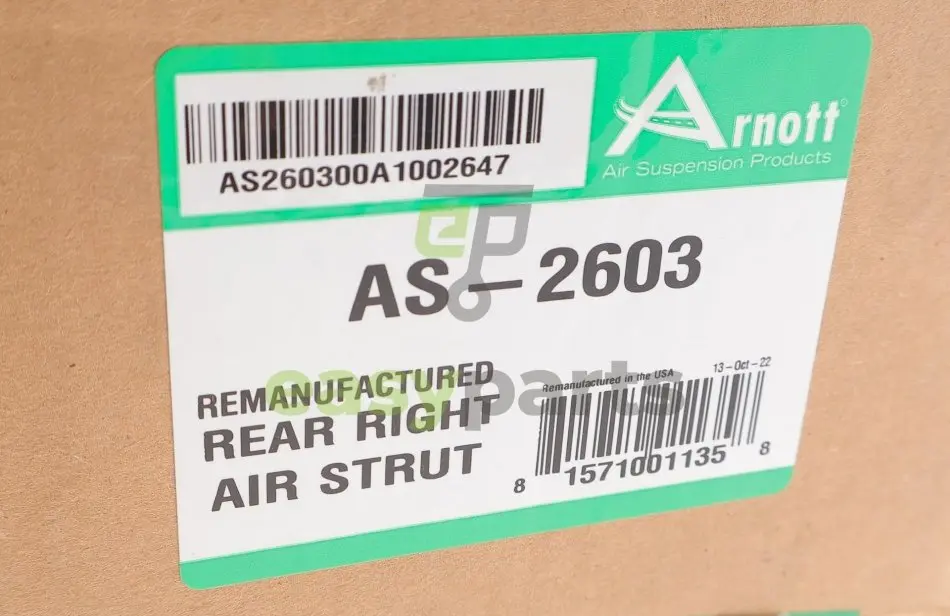 AS260300A1002647
Arnott
Air Suspension Products
AS-2603
REMANUFACTURED
REAR RIGHT
AIR STRUT
Remanufactured in the USA
13-Oct-22
8 1571001135 8
ep
easyparts